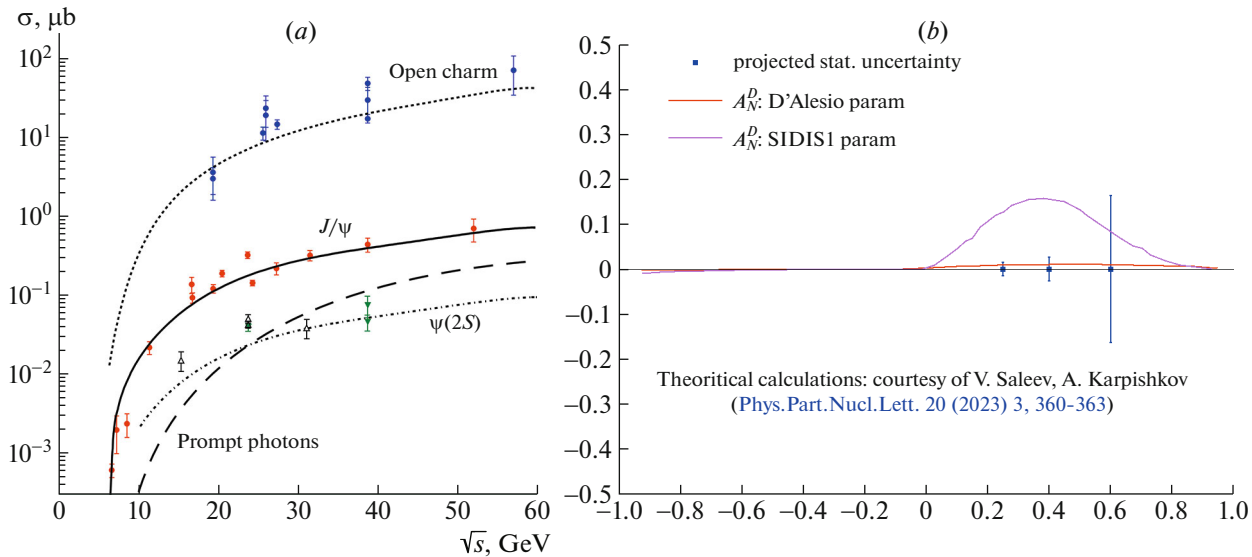 σ, μb
(a)
10²
10¹
10⁰
10⁻¹
10⁻²
10⁻³
Open charm
J/ψ
ψ(2S)
Prompt photons
0 10 20 30 40 50 60
√s, GeV
(b)
0.5
0.4
0.3
0.2
0.1
0
−0.1
−0.2
−0.3
−0.4
−0.5
projected stat. uncertainty
A_N^D: D'Alesio param
A_N^D: SIDIS1 param
Theoritical calculations: courtesy of V. Saleev, A. Karpishkov
(Phys.Part.Nucl.Lett. 20 (2023) 3, 360-363)
−1.0 −0.8 −0.6 −0.4 −0.2 0 0.2 0.4 0.6 0.8 1.0